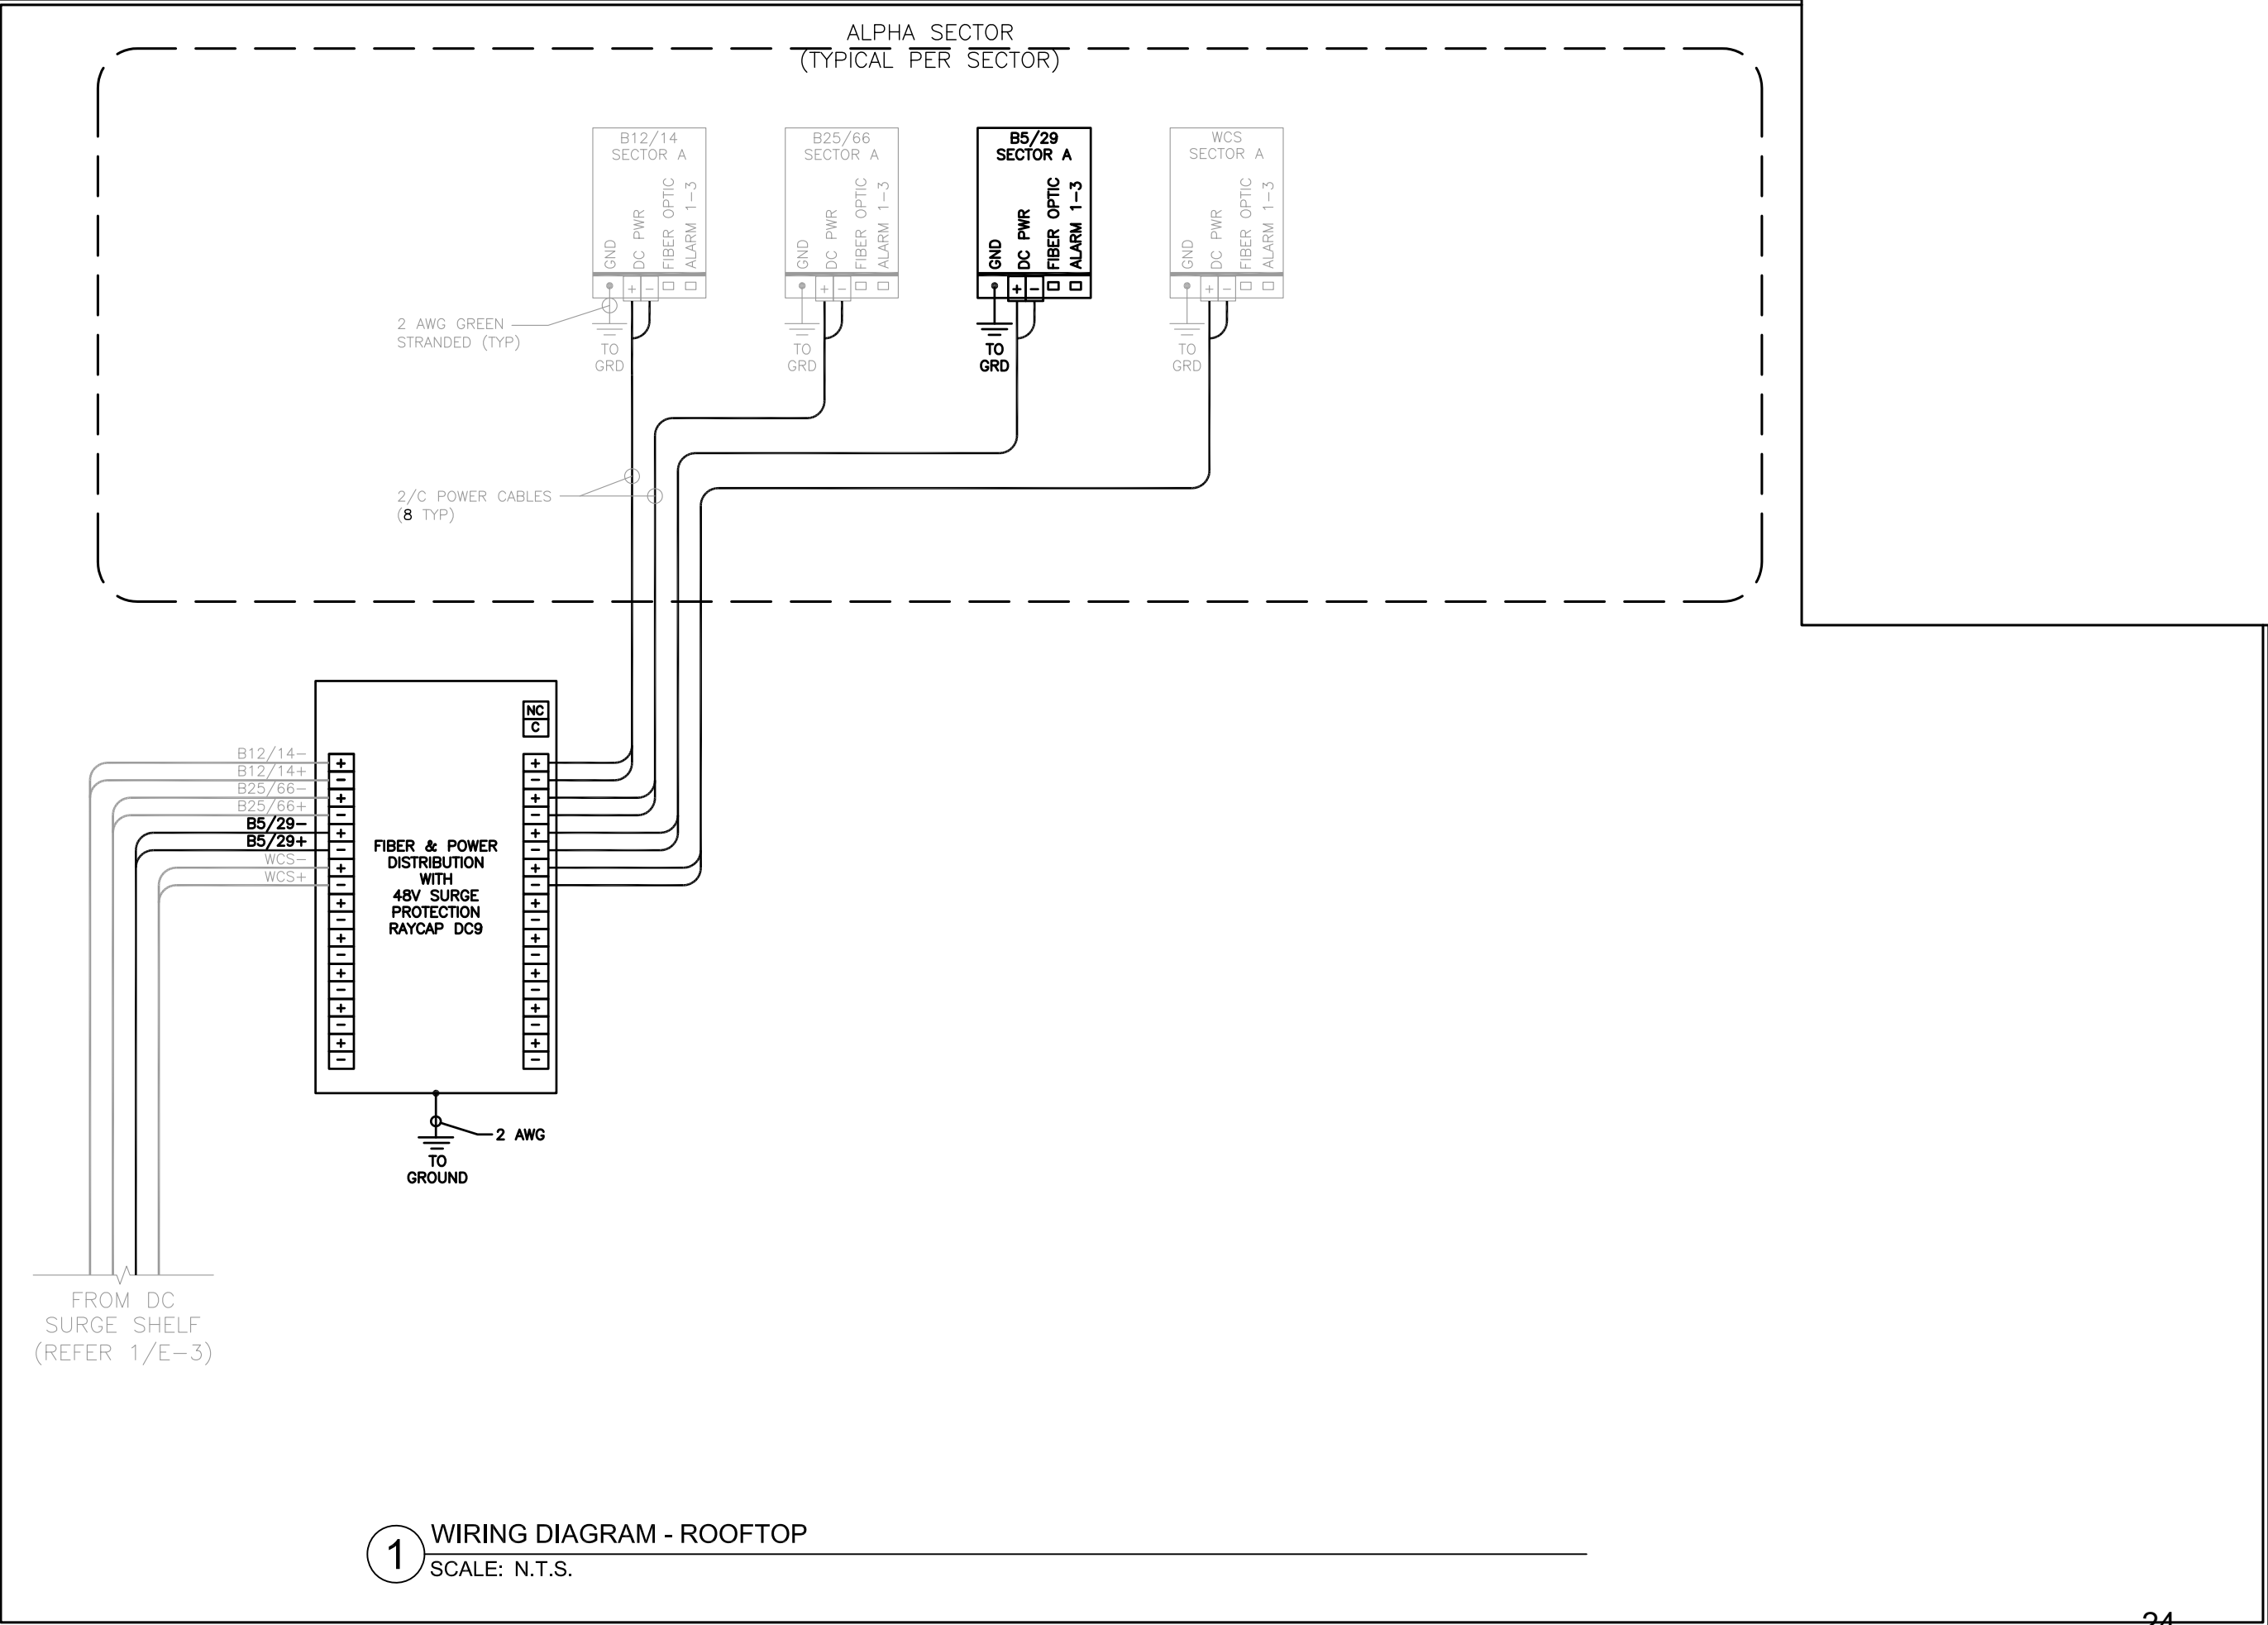 ALPHA SECTOR
(TYPICAL PER SECTOR)
B12/14
SECTOR A
GND
DC PWR
FIBER OPTIC
ALARM 1-3
+ -
TO
GRD
B25/66
SECTOR A
GND
DC PWR
FIBER OPTIC
ALARM 1-3
+ -
TO
GRD
B5/29
SECTOR A
GND
DC PWR
FIBER OPTIC
ALARM 1-3
+ -
TO
GRD
WCS
SECTOR A
GND
DC PWR
FIBER OPTIC
ALARM 1-3
+ -
TO
GRD
2 AWG GREEN
STRANDED (TYP)
2/C POWER CABLES
(8 TYP)
NC
C
B12/14-
B12/14+
B25/66-
B25/66+
B5/29-
B5/29+
WCS-
WCS+
+
-
+
-
+
-
+
-
+
-
+
-
+
-
+
-
+
-
FIBER & POWER
DISTRIBUTION
WITH
48V SURGE
PROTECTION
RAYCAP DC9
+
-
+
-
+
-
+
-
+
-
+
-
+
-
+
-
+
-
2 AWG
TO
GROUND
FROM DC
SURGE SHELF
(REFER 1/E-3)
1
WIRING DIAGRAM - ROOFTOP
SCALE: N.T.S.